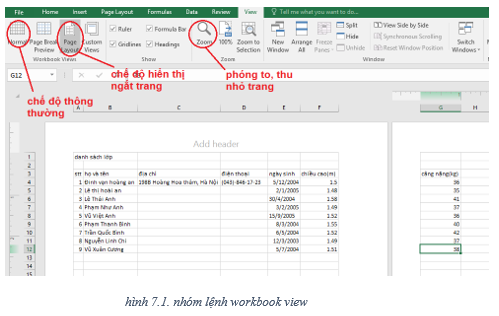 File Home Insert Page Layout Formulas Data Review View Tell me what you want to do...
Normal Page Break Preview Page Layout Custom Views
Ruler Formula Bar
Gridlines Headings
Zoom 100% Zoom to Selection
New Window Arrange All Freeze Panes
Split
Hide
Unhide
View Side by Side
Synchronous Scrolling
Reset Window Position
Switch Windows
Workbook Views Show Zoom Window
G12
chế độ hiển thị
ngắt trang
phóng to, thu
nhỏ trang
chế độ thông
thường
A B C D E F G H
Add header
1 danh sách lớp
2
3 stt họ và tên địa chỉ điện thoại ngày sinh chiều cao(m) căng nặng(kg)
4 1 Đinh vạn hoàng an 198B Hoàng Hoa thám, Hà Nội (043)-846-17-23 5/12/2004 1.5 36
5 2 Lê thị hoài an 2/1/2005 1.48 35
6 3 Lê Thái Anh 30/4/2004 1.58 41
7 4 Phạm Như Anh 3/2/2005 1.49 37
8 5 Vũ Việt Anh 15/9/2005 1.52 36
9 6 Phạm Thanh Bình 8/3/2004 1.55 40
10 7 Trần Quốc Bình 6/5/2004 1.52 42
11 8 Nguyễn Linh Chi 12/3/2003 1.49 37
12 9 Vũ Xuân Cương 5/7/2004 1.51 38
13
14
hình 7.1. nhóm lệnh workbook view